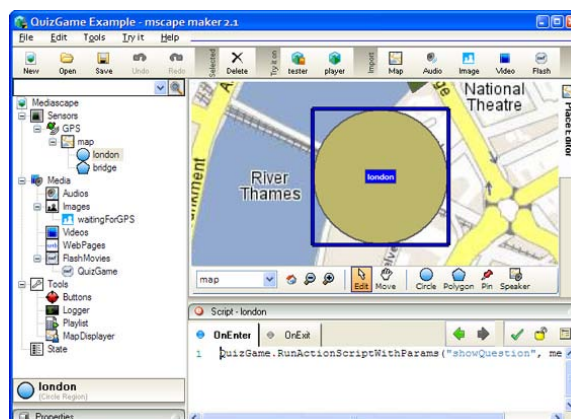 QuizGame Example - mscape maker 2.1
File Edit Tools Try it Help
New Open Save Undo Redo Selected Delete Try it on tester player Import Map Audio Image Video Flash
Mediascape
Sensors
GPS
map
london
bridge
Media
Audios
Images
waitingForGPS
Videos
WebPages
FlashMovies
QuizGame
Tools
Buttons
Logger
Playlist
MapDisplayer
State
london
(Circle Region)
Properties
National
Theatre
River
Thames
london
Place Editor
map Edit Move Circle Polygon Pin Speaker
Script - london
OnEnter OnExit
1 QuizGame.RunActionScriptWithParams("showQuestion", me